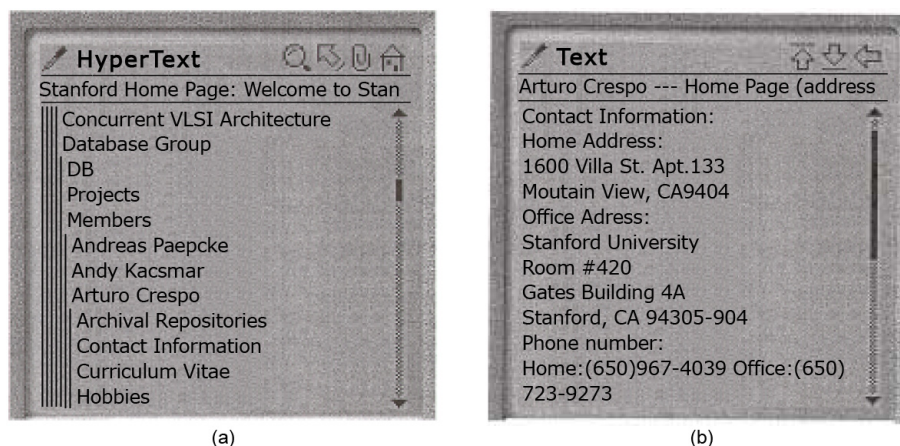 HyperText
Stanford Home Page: Welcome to Stan
Concurrent VLSI Architecture
Database Group
DB
Projects
Members
Andreas Paepcke
Andy Kacsmar
Arturo Crespo
Archival Repositories
Contact Information
Curriculum Vitae
Hobbies
(a)
Text
Arturo Crespo --- Home Page (address
Contact Information:
Home Address:
1600 Villa St. Apt.133
Moutain View, CA9404
Office Adress:
Stanford University
Room #420
Gates Building 4A
Stanford, CA 94305-904
Phone number:
Home:(650)967-4039 Office:(650)
723-9273
(b)